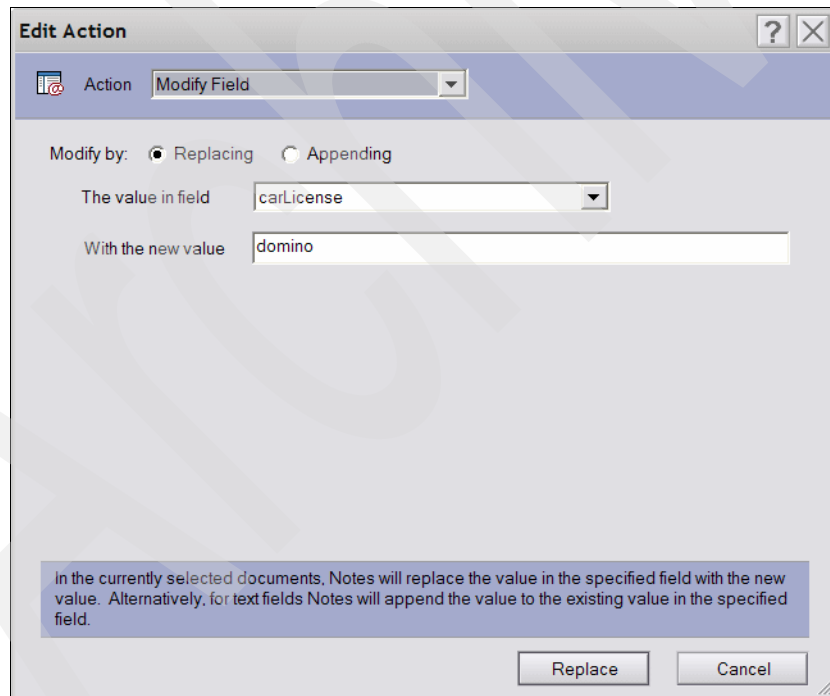 Edit Action
?
Action Modify Field
Modify by: Replacing Appending
The value in field carLicense
With the new value domino
In the currently selected documents, Notes will replace the value in the specified field with the new
value. Alternatively, for text fields Notes will append the value to the existing value in the specified
field.
Replace Cancel